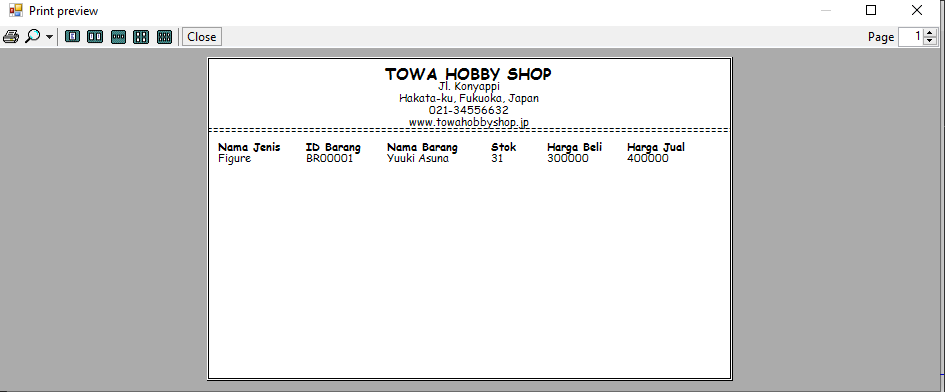 Print preview
Close
Page 1
TOWA HOBBY SHOP
Jl. Konyappi
Hakata-ku, Fukuoka, Japan
021-34556632
www.towahobbyshop.jp
Nama Jenis ID Barang Nama Barang Stok Harga Beli Harga Jual
Figure BR00001 Yuuki Asuna 31 300000 400000